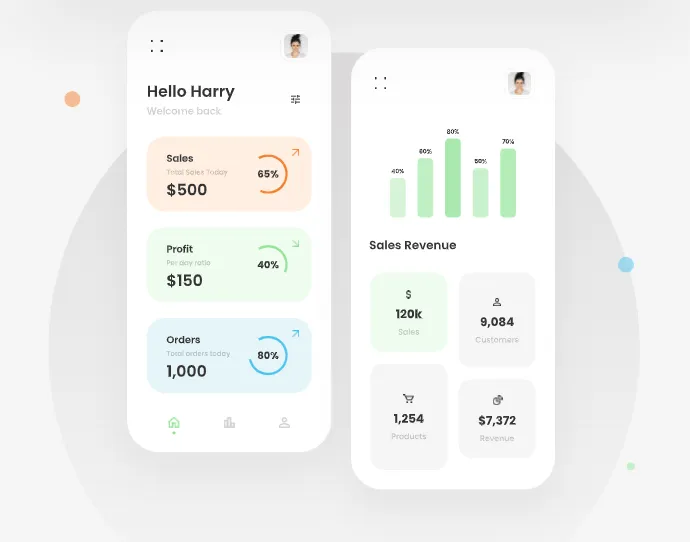 Hello Harry
Welcome back
Sales
Total Sales Today
$500
65%
Profit
Per day ratio
$150
40%
Orders
Total orders today
1,000
80%
40%
60%
80%
50%
70%
Sales Revenue
120k
Sales
9,084
Customers
1,254
Products
$7,372
Revenue